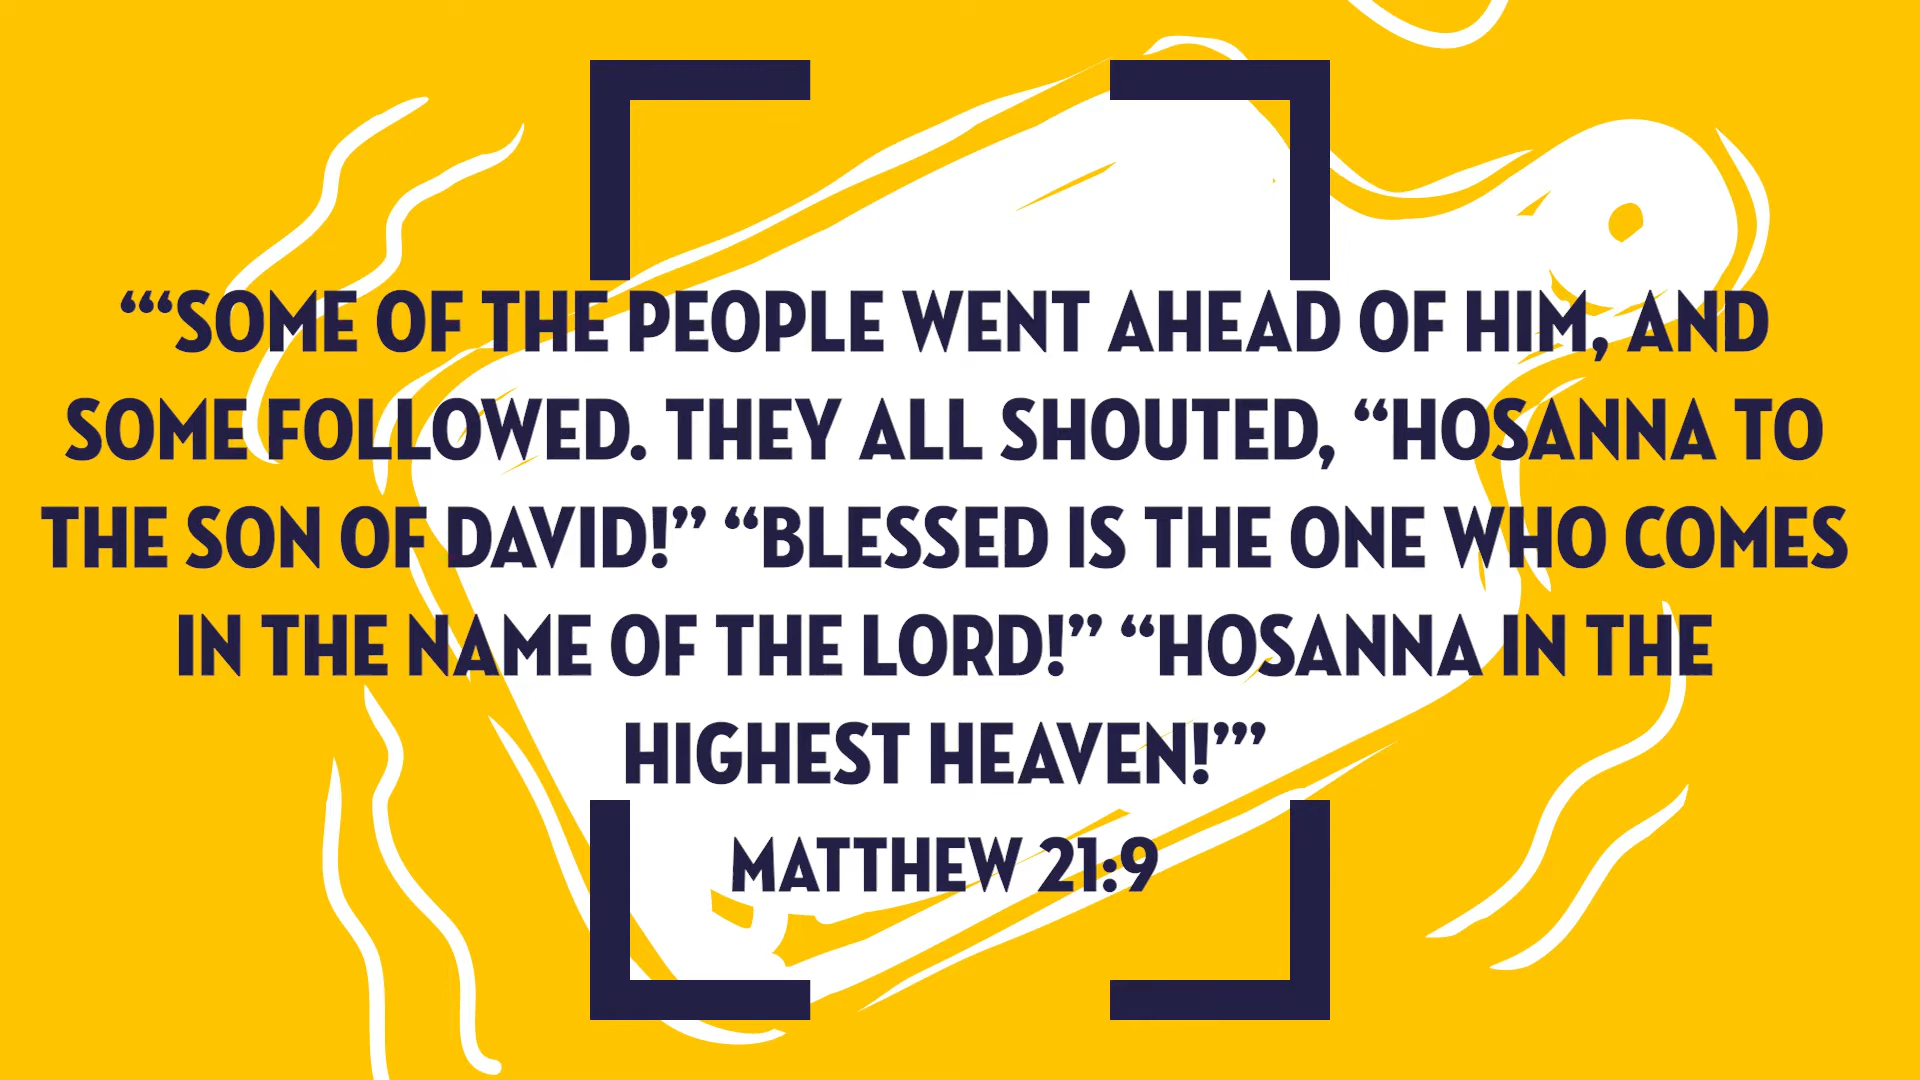 “‘“SOME OF THE PEOPLE WENT AHEAD OF HIM, AND
SOME FOLLOWED. THEY ALL SHOUTED, “HOSANNA TO
THE SON OF DAVID!” “BLESSED IS THE ONE WHO COMES
IN THE NAME OF THE LORD!” “HOSANNA IN THE
HIGHEST HEAVEN!”’”
MATTHEW 21:9